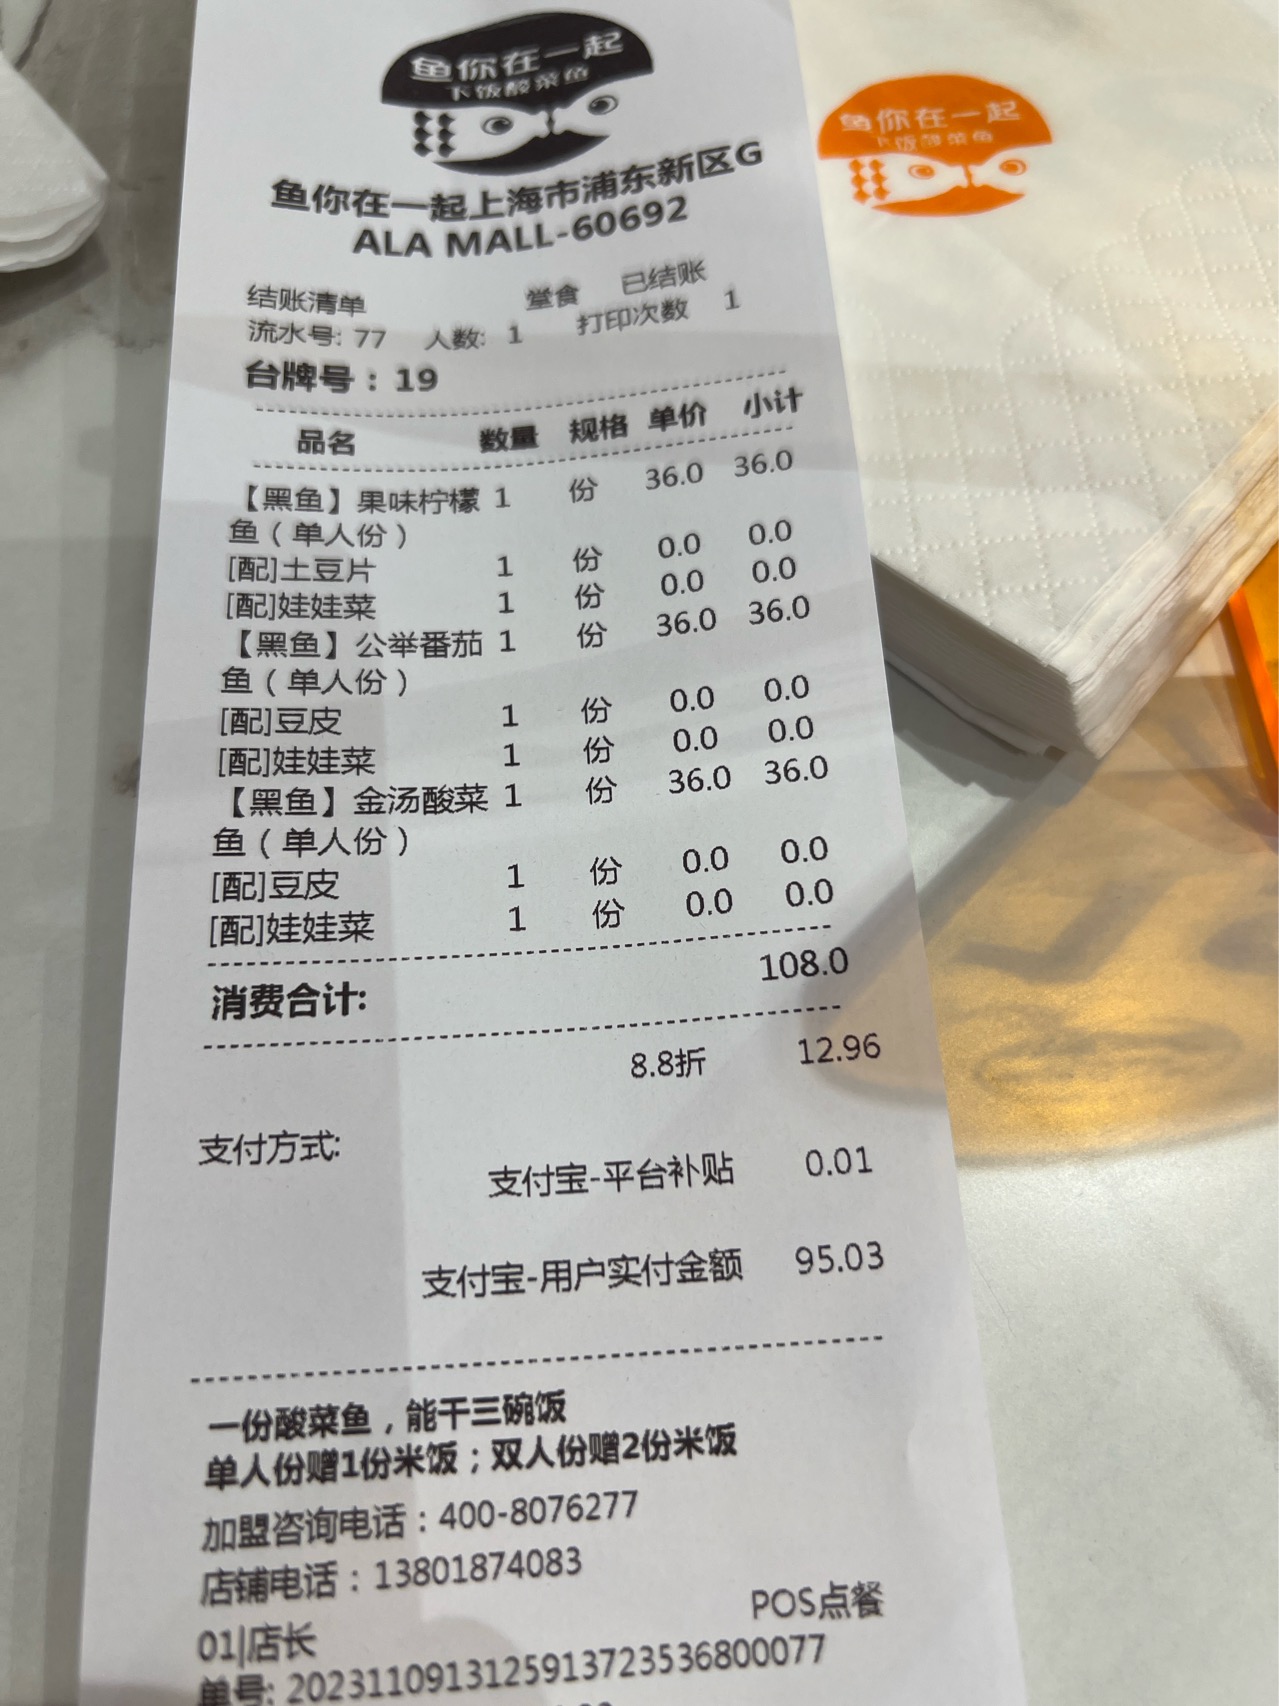 鱼你在一起
下饭酸菜鱼
鱼你在一起上海市浦东新区G
ALA MALL-60692
结账清单 堂食 已结账
流水号: 77 人数: 1 打印次数 1
台牌号：19
品名 数量 规格 单价 小计
【黑鱼】果味柠檬 1 份 36.0 36.0
鱼（单人份）
[配]土豆片 1 份 0.0 0.0
[配]娃娃菜 1 份 0.0 0.0
【黑鱼】公举番茄 1 份 36.0 36.0
鱼（单人份）
[配]豆皮 1 份 0.0 0.0
[配]娃娃菜 1 份 0.0 0.0
【黑鱼】金汤酸菜 1 份 36.0 36.0
鱼（单人份）
[配]豆皮 1 份 0.0 0.0
[配]娃娃菜 1 份 0.0 0.0
消费合计: 108.0
8.8折 12.96
支付方式:
支付宝-平台补贴 0.01
支付宝-用户实付金额 95.03
一份酸菜鱼，能干三碗饭
单人份赠1份米饭；双人份赠2份米饭
加盟咨询电话：400-8076277
店铺电话：13801874083
01|店长 POS点餐
单号: 2023110913125913723536800077
鱼你在一起
下饭酸菜鱼